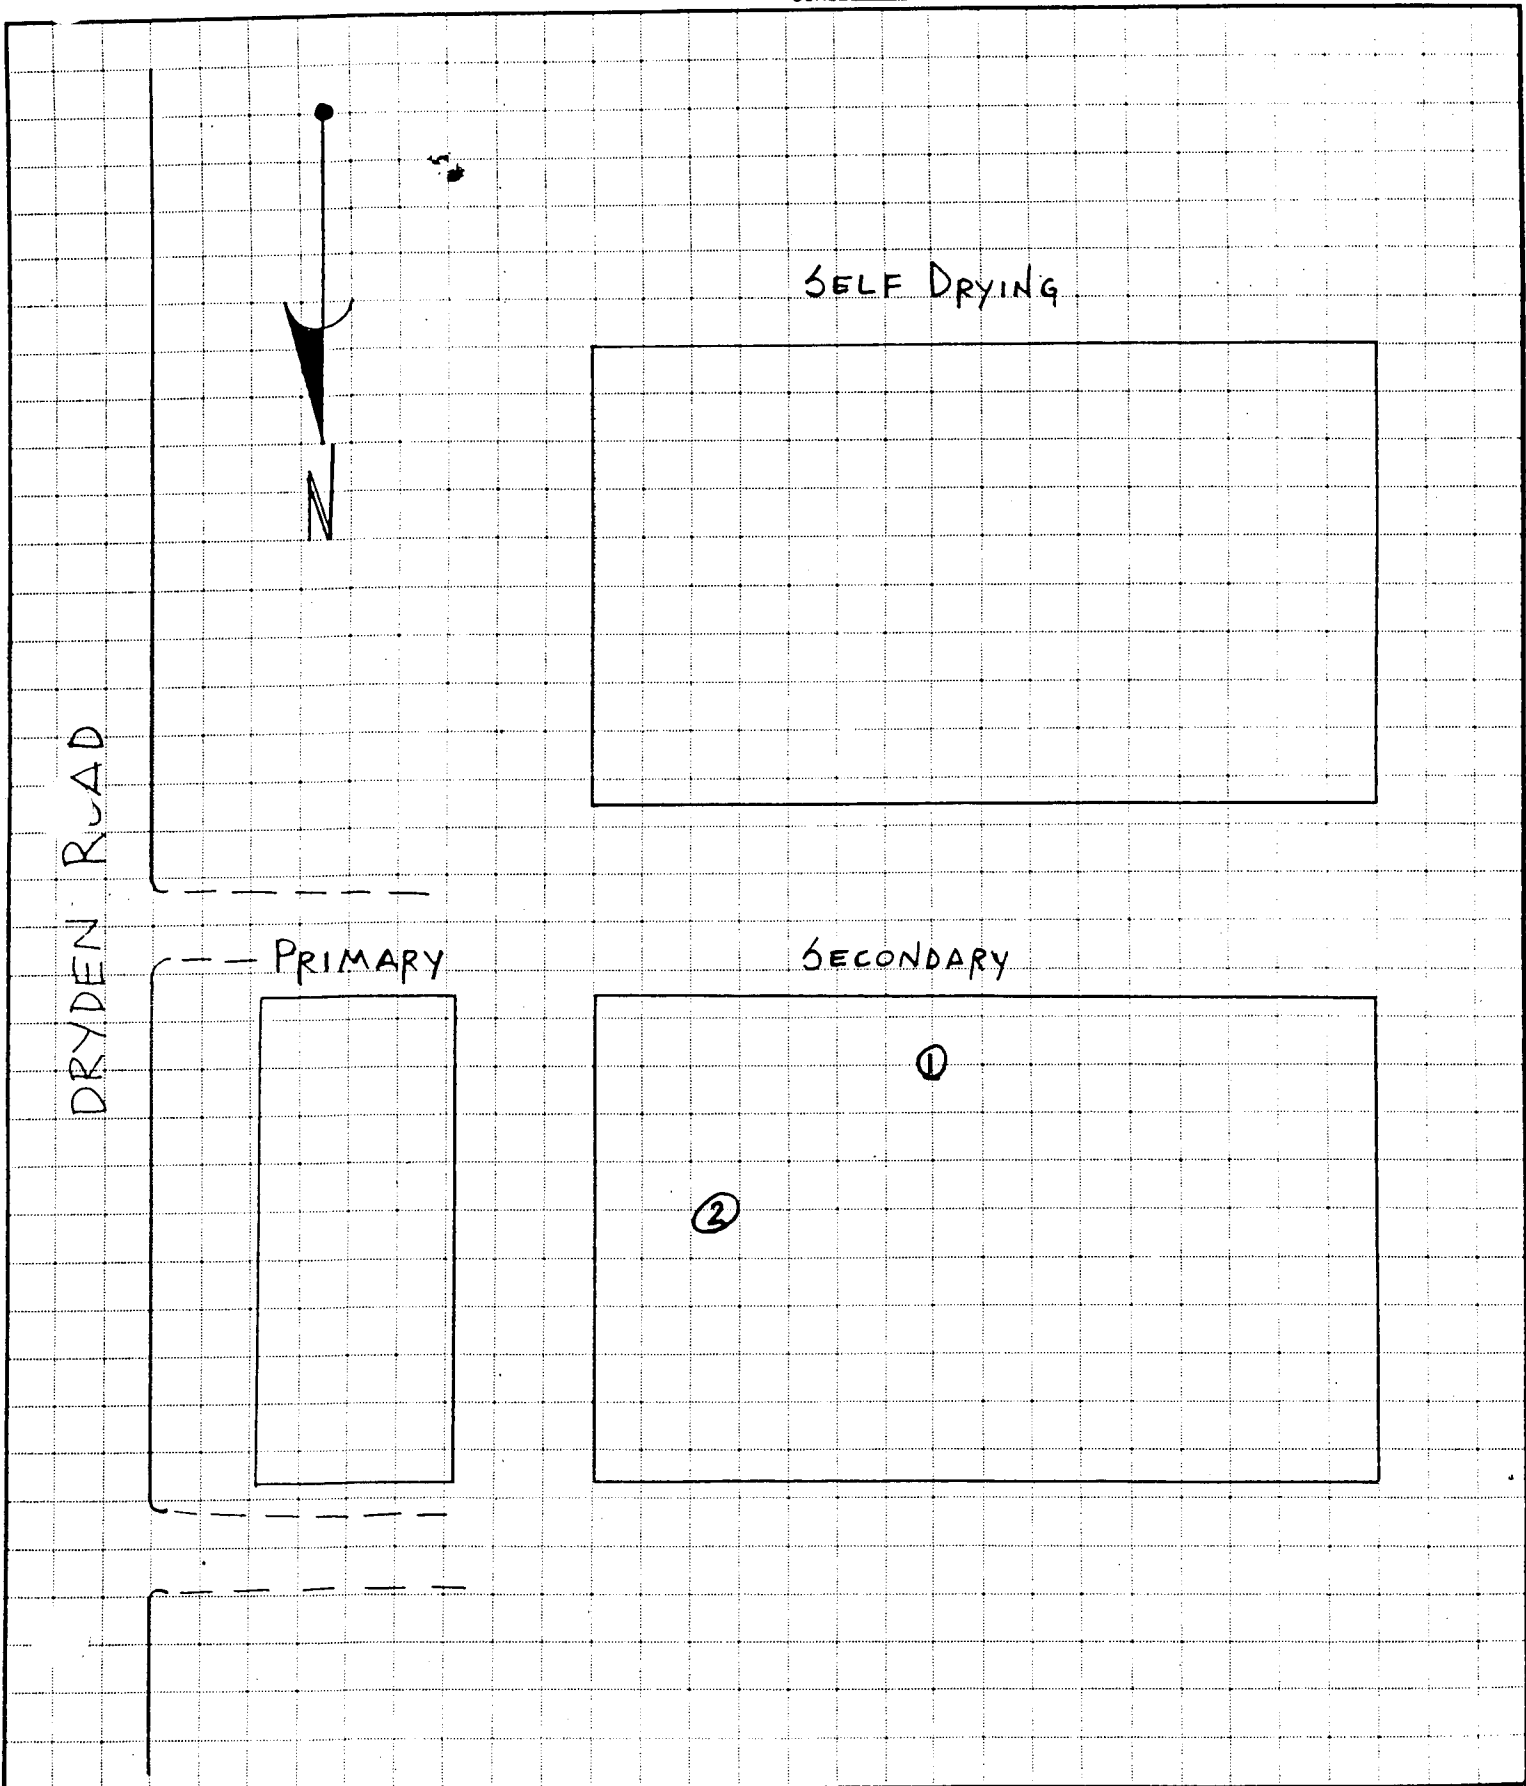 N
SELF DRYING
DRYDEN ROAD
PRIMARY
SECONDARY
①
②